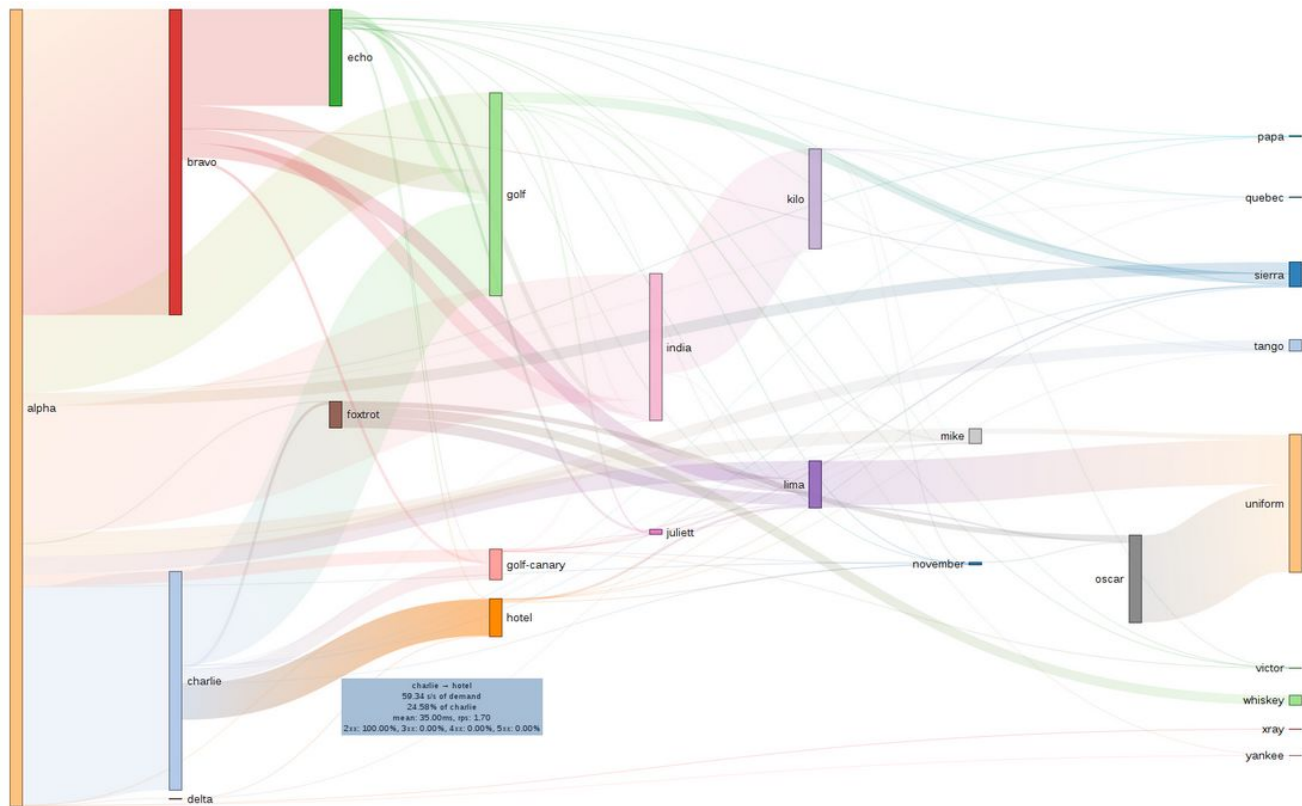 echo
papa
bravo
golf
quebec
kilo
sierra
india
tango
alpha
foxtrot
mike
lima
uniform
juliett
november
golf-canary
oscar
hotel
victor
charlie
charlie → hotel
59.34 s/s of demand
24.58% of charlie
mean: 35.00ms, rps: 1.70
2xx: 100.00%, 3xx: 0.00%, 4xx: 0.00%, 5xx: 0.00%
whiskey
xray
yankee
delta